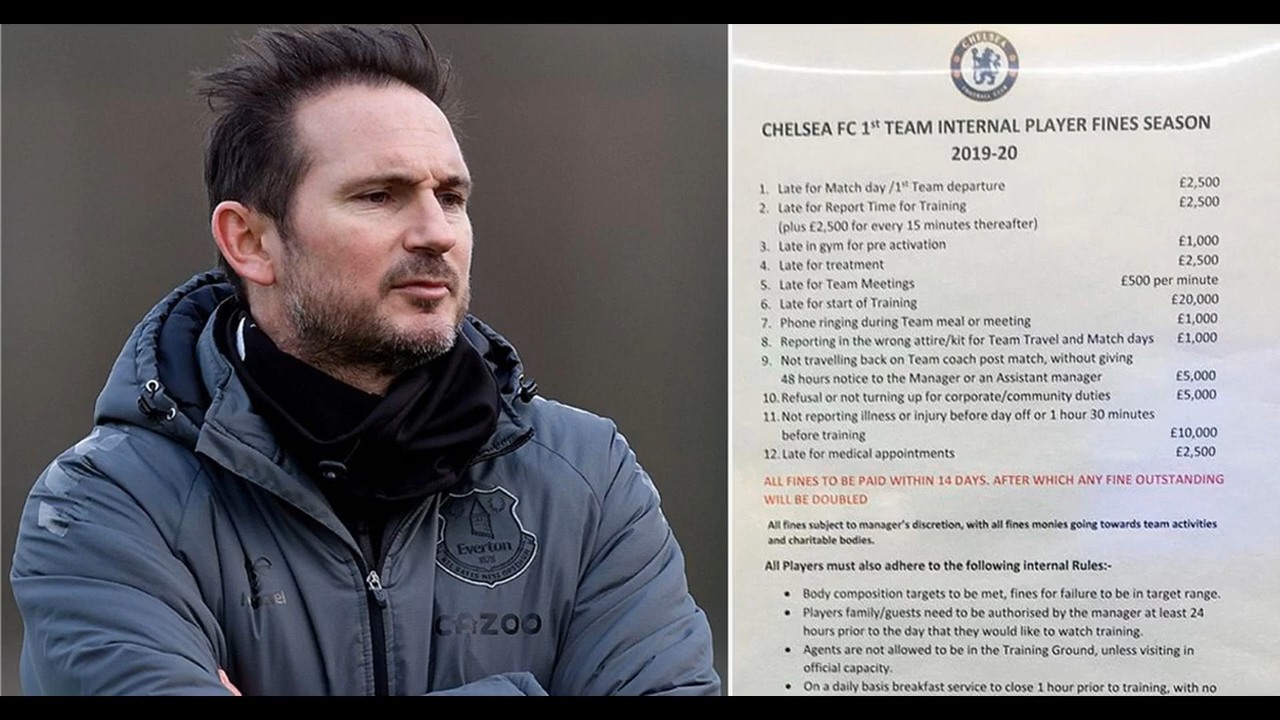 Everton
1878
CAZOO
CHELSEA
FOOTBALL CLUB
CHELSEA FC 1st TEAM INTERNAL PLAYER FINES SEASON
2019-20
1. Late for Match day /1st Team departure £2,500
2. Late for Report Time for Training £2,500
(plus £2,500 for every 15 minutes thereafter)
3. Late in gym for pre activation £1,000
4. Late for treatment £2,500
5. Late for Team Meetings £500 per minute
6. Late for start of Training £20,000
7. Phone ringing during Team meal or meeting £1,000
8. Reporting in the wrong attire/kit for Team Travel and Match days £1,000
9. Not travelling back on Team coach post match, without giving
48 hours notice to the Manager or an Assistant manager £5,000
10. Refusal or not turning up for corporate/community duties £5,000
11. Not reporting illness or injury before day off or 1 hour 30 minutes
before training £10,000
12. Late for medical appointments £2,500
ALL FINES TO BE PAID WITHIN 14 DAYS. AFTER WHICH ANY FINE OUTSTANDING
WILL BE DOUBLED
All fines subject to manager's discretion, with all fines monies going towards team activities
and charitable bodies.
All Players must also adhere to the following internal Rules:-
• Body composition targets to be met, fines for failure to be in target range.
• Players family/guests need to be authorised by the manager at least 24
hours prior to the day that they would like to watch training.
• Agents are not allowed to be in the Training Ground, unless visiting in
official capacity.
• On a daily basis breakfast service to close 1 hour prior to training, with no